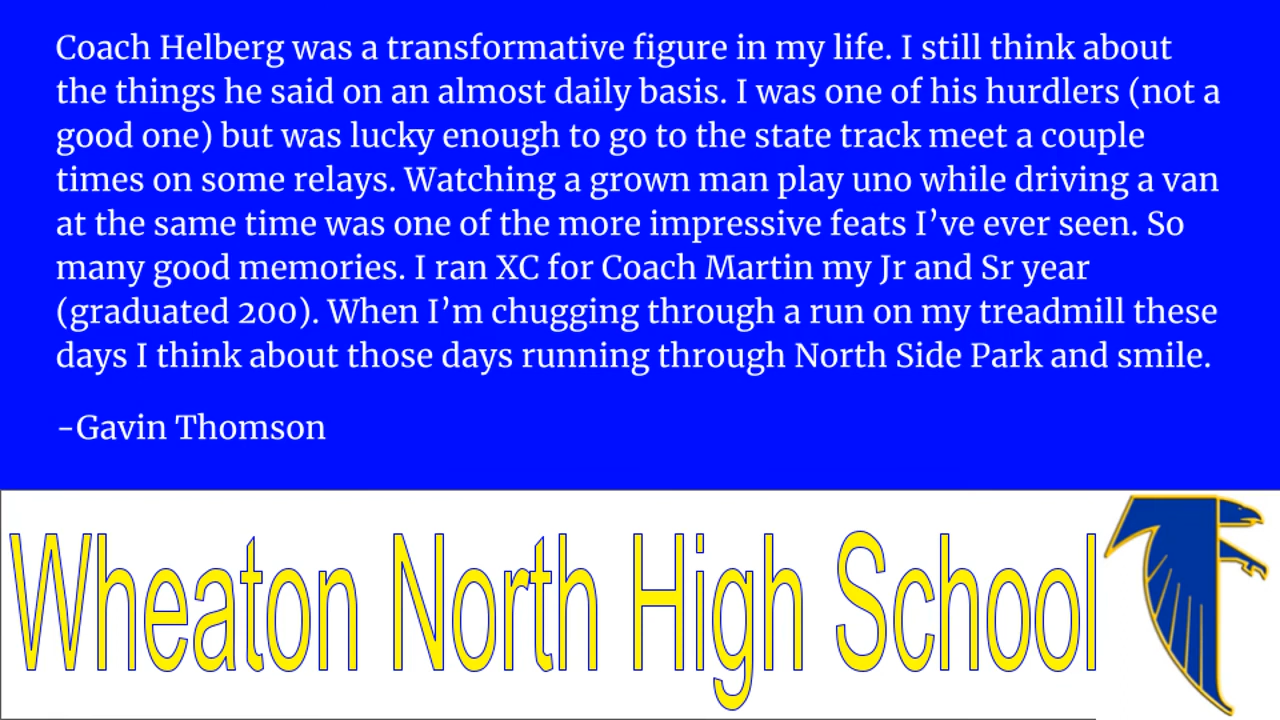 Coach Helberg was a transformative figure in my life. I still think about
the things he said on an almost daily basis. I was one of his hurdlers (not a
good one) but was lucky enough to go to the state track meet a couple
times on some relays. Watching a grown man play uno while driving a van
at the same time was one of the more impressive feats I’ve ever seen. So
many good memories. I ran XC for Coach Martin my Jr and Sr year
(graduated 200). When I’m chugging through a run on my treadmill these
days I think about those days running through North Side Park and smile.
-Gavin Thomson
Wheaton North High School